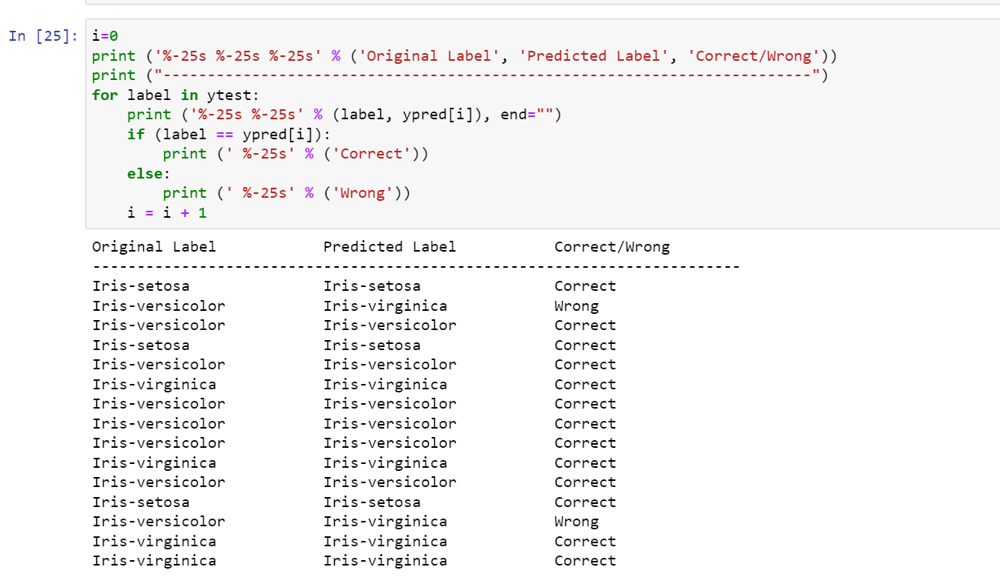 In [25]: i=0
print ('%-25s %-25s %-25s' % ('Original Label', 'Predicted Label', 'Correct/Wrong'))
print ("-------------------------------------------------------------------------")
for label in ytest:
    print ('%-25s %-25s' % (label, ypred[i]), end="")
    if (label == ypred[i]):
        print (' %-25s' % ('Correct'))
    else:
        print (' %-25s' % ('Wrong'))
    i = i + 1
Original Label            Predicted Label           Correct/Wrong
-------------------------------------------------------------------------
Iris-setosa               Iris-setosa               Correct
Iris-versicolor           Iris-virginica            Wrong
Iris-versicolor           Iris-versicolor           Correct
Iris-setosa               Iris-setosa               Correct
Iris-versicolor           Iris-versicolor           Correct
Iris-virginica            Iris-virginica            Correct
Iris-versicolor           Iris-versicolor           Correct
Iris-versicolor           Iris-versicolor           Correct
Iris-versicolor           Iris-versicolor           Correct
Iris-virginica            Iris-virginica            Correct
Iris-versicolor           Iris-versicolor           Correct
Iris-setosa               Iris-setosa               Correct
Iris-versicolor           Iris-virginica            Wrong
Iris-virginica            Iris-virginica            Correct
Iris-virginica            Iris-virginica            Correct